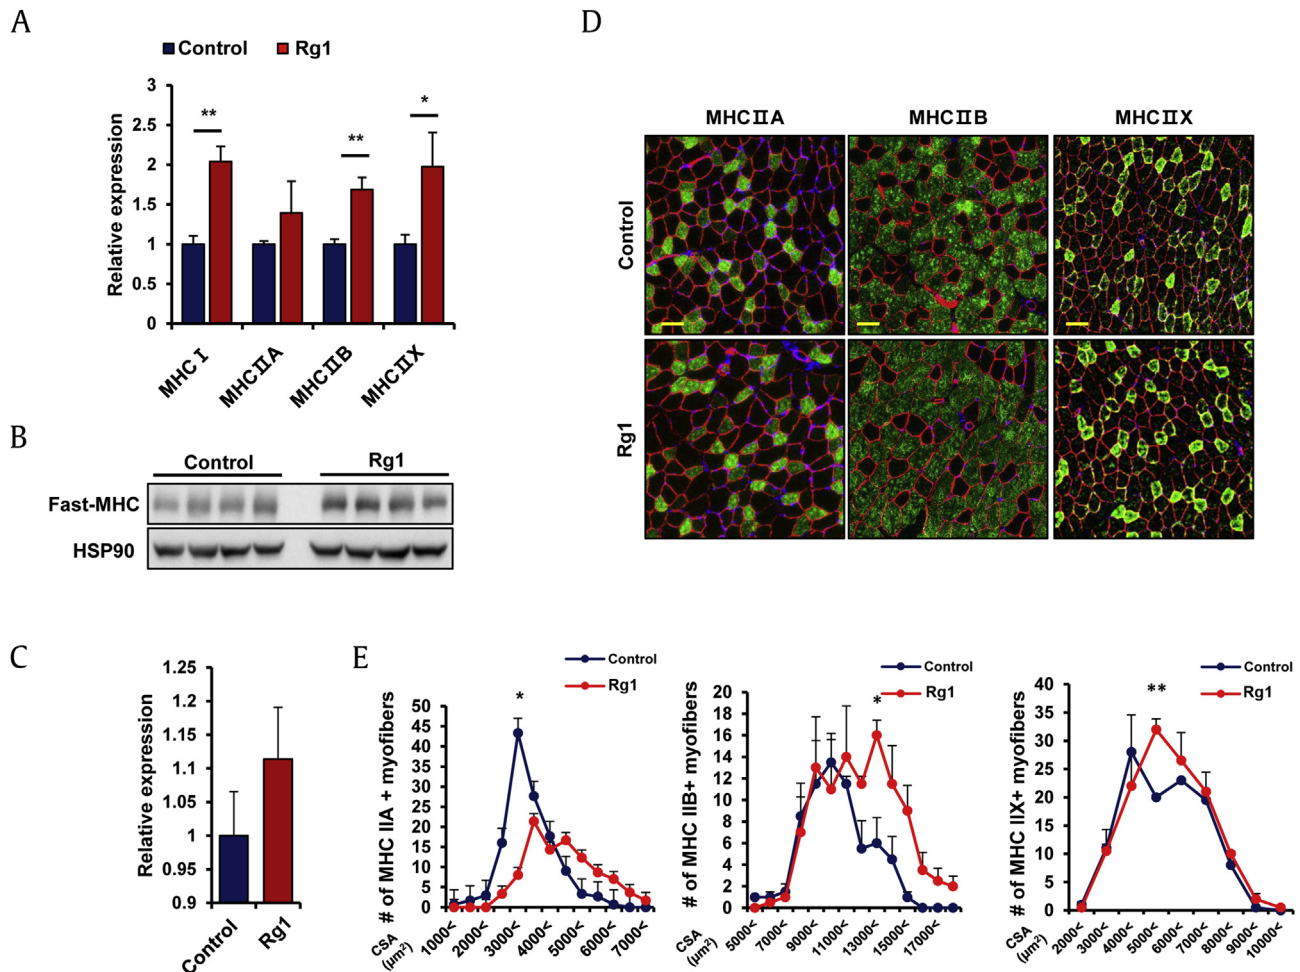 A
Control
Rg1
Relative expression
3
2.5
2
1.5
1
0.5
0
**
**
*
MHC I
MHCⅡA
MHCⅡB
MHCⅡX
B
Control
Rg1
Fast-MHC
HSP90
C
Relative expression
1.25
1.2
1.15
1.1
1.05
1
0.95
0.9
Control
Rg1
D
MHCⅡA
MHCⅡB
MHCⅡX
Control
Rg1
E
Control
Rg1
# of MHC IIA + myofibers
50
45
40
35
30
25
20
15
10
5
0
*
CSA
(µm²)
1000<
2000<
3000<
4000<
5000<
6000<
7000<
Control
Rg1
# of MHC IIB+ myofibers
20
18
16
14
12
10
8
6
4
2
0
*
CSA
(µm²)
5000<
7000<
9000<
11000<
13000<
15000<
17000<
Control
Rg1
# of MHC IIX+ myofibers
40
35
30
25
20
15
10
5
0
**
CSA
(µm²)
2000<
3000<
4000<
5000<
6000<
7000<
8000<
9000<
10000<